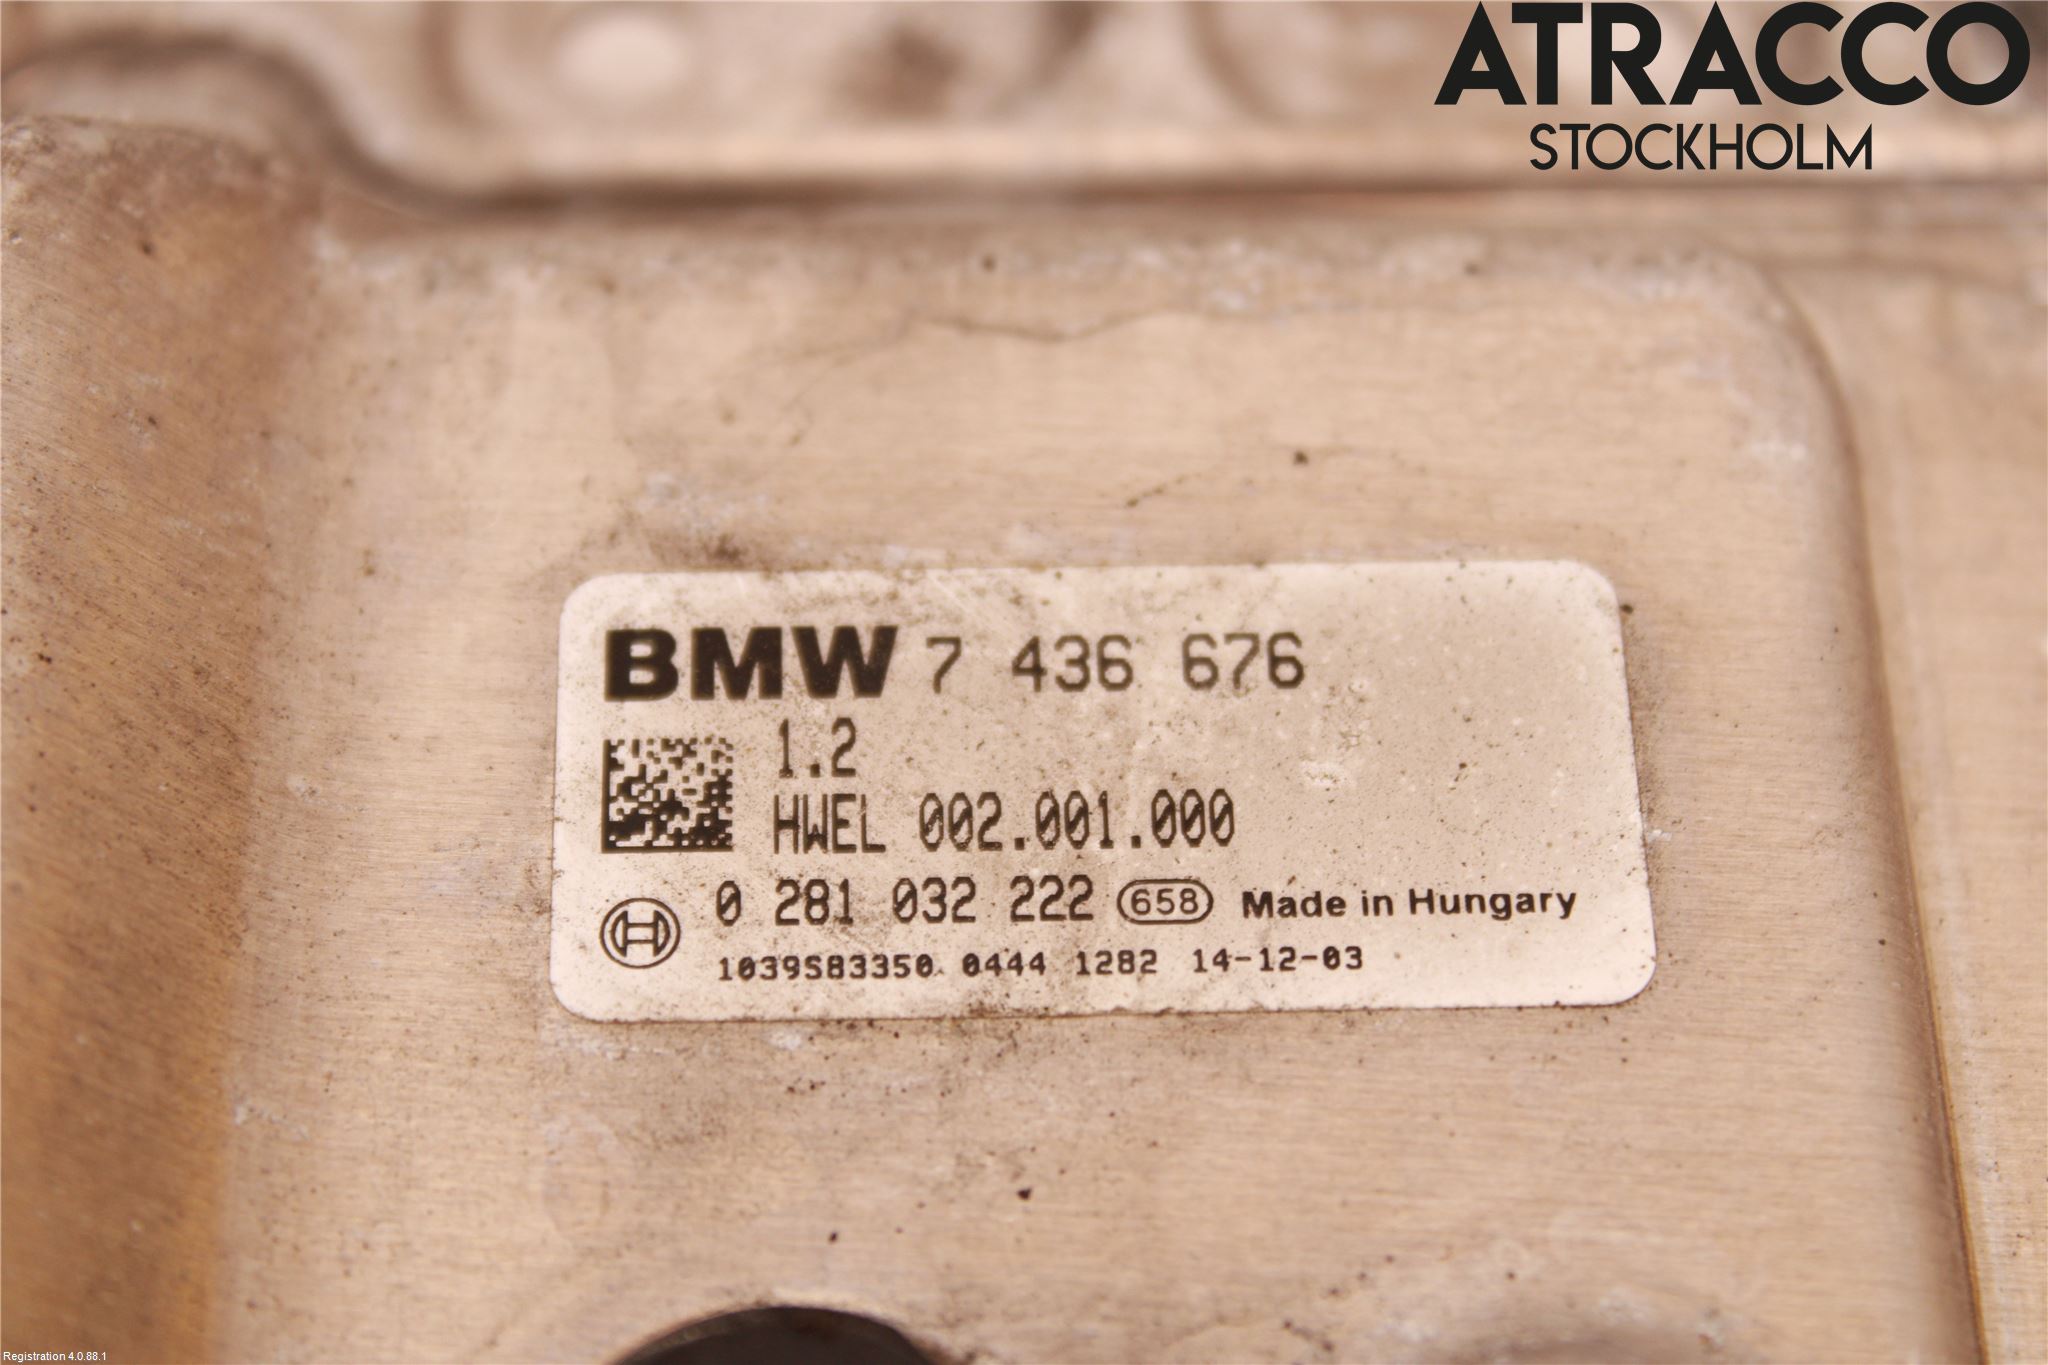 ATRACCO
STOCKHOLM
BMW 7 436 676
1.2
HWEL 002.001.000
0 281 032 222 658 Made in Hungary
1039S83350 0444 1282 14-12-03
Registration 4.0.88.1